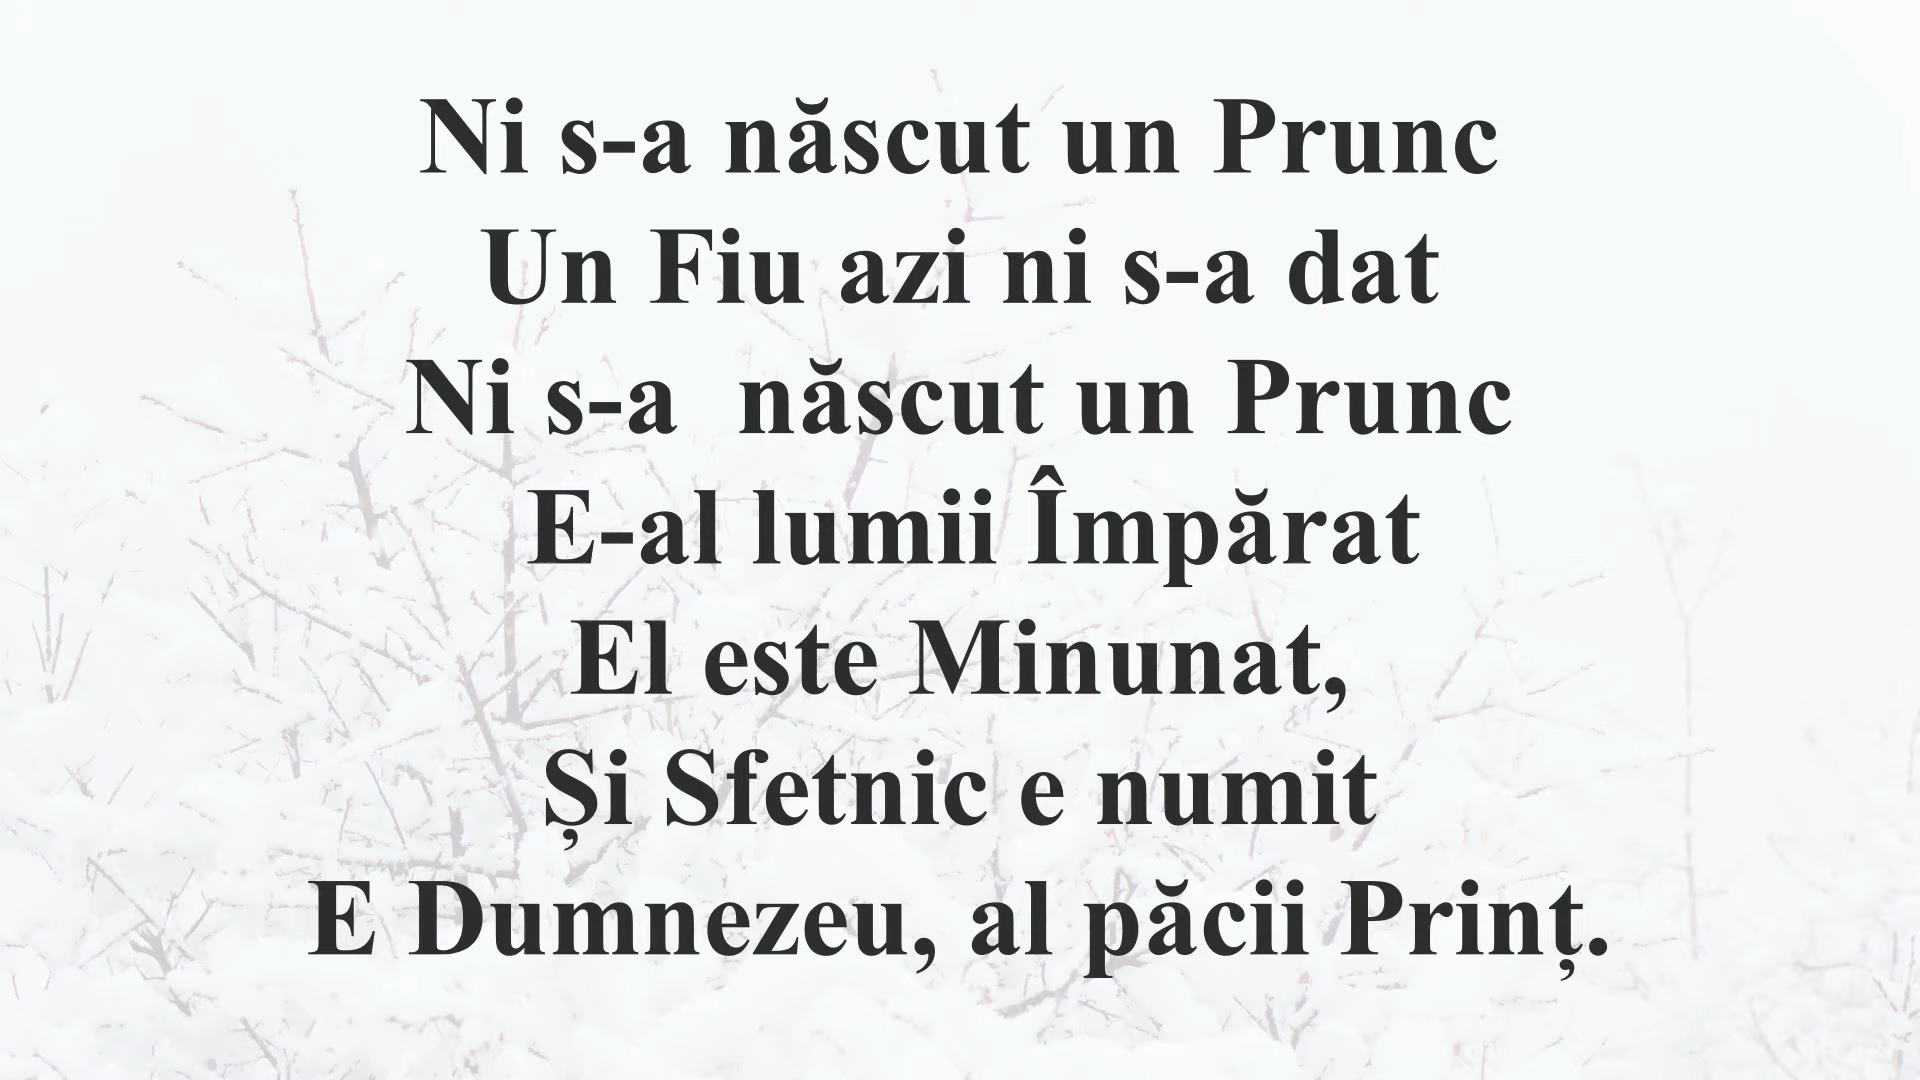 Ni s-a născut un Prunc
Un Fiu azi ni s-a dat
Ni s-a  născut un Prunc
E-al lumii Împărat
El este Minunat,
Și Sfetnic e numit
E Dumnezeu, al păcii Prinț.